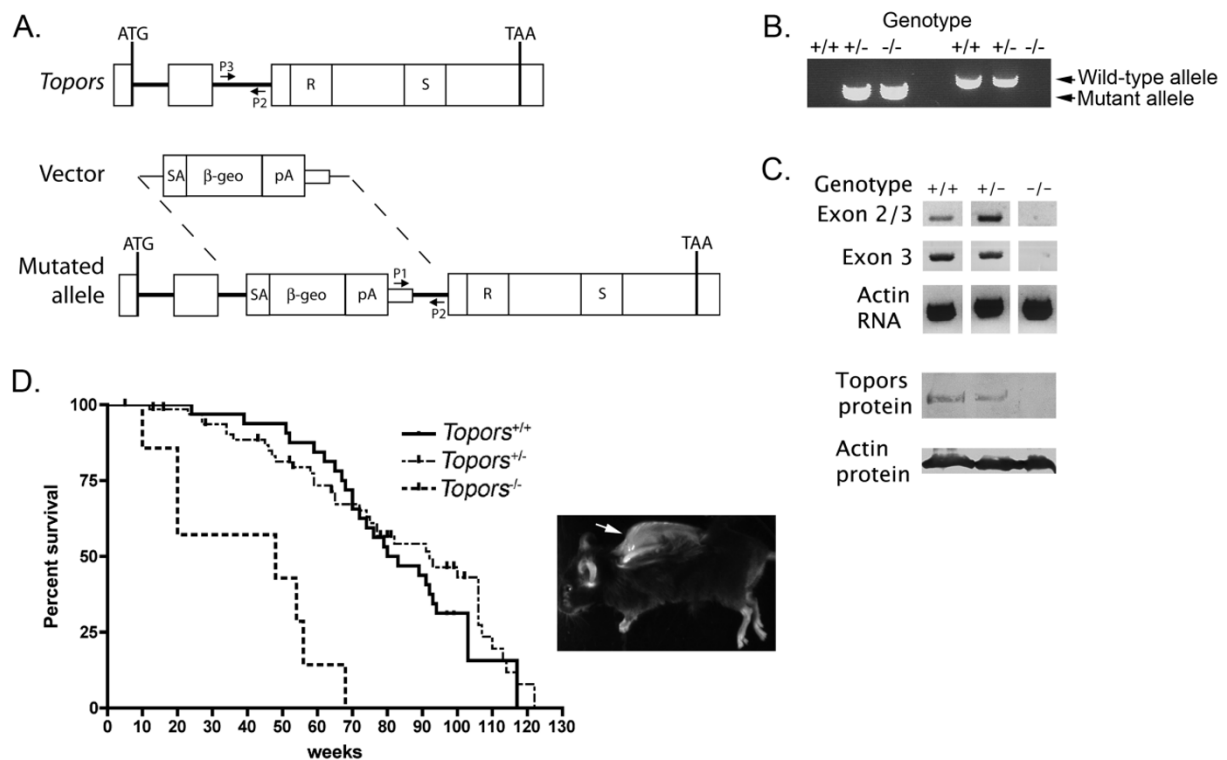 A.
ATG
TAA
Topors
P3
P2
R
S
Vector
SA
β-geo
pA
ATG
TAA
Mutated
allele
SA
β-geo
pA
P1
P2
R
S
B.
Genotype
+/+ +/- -/- +/+ +/- -/-
Wild-type allele
Mutant allele
C.
Genotype +/+ +/- -/-
Exon 2/3
Exon 3
Actin
RNA
Topors
protein
Actin
protein
D.
Percent survival
100
75
50
25
0
0 10 20 30 40 50 60 70 80 90 100 110 120 130
weeks
Topors+/+
Topors+/-
Topors-/-